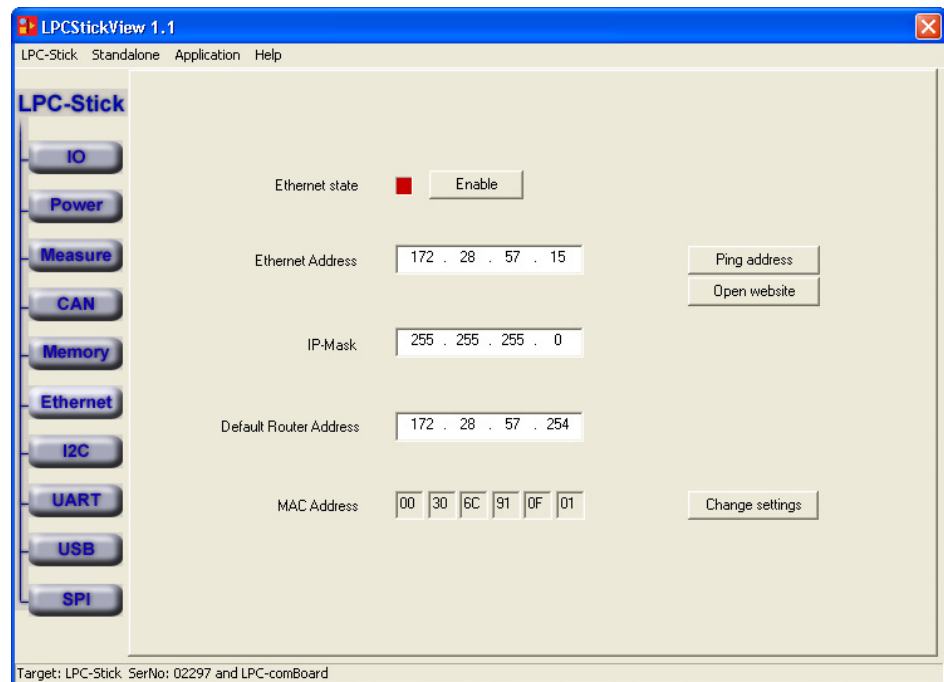 LPCStickView 1.1
LPC-Stick Standalone Application Help
LPC-Stick
IO
Power
Measure
CAN
Memory
Ethernet
I2C
UART
USB
SPI
Ethernet state Enable
Ethernet Address 172 . 28 . 57 . 15 Ping address
Open website
IP-Mask 255 . 255 . 255 . 0
Default Router Address 172 . 28 . 57 . 254
MAC Address 00 30 6C 91 0F 01 Change settings
Target: LPC-Stick SerNo: 02297 and LPC-comBoard